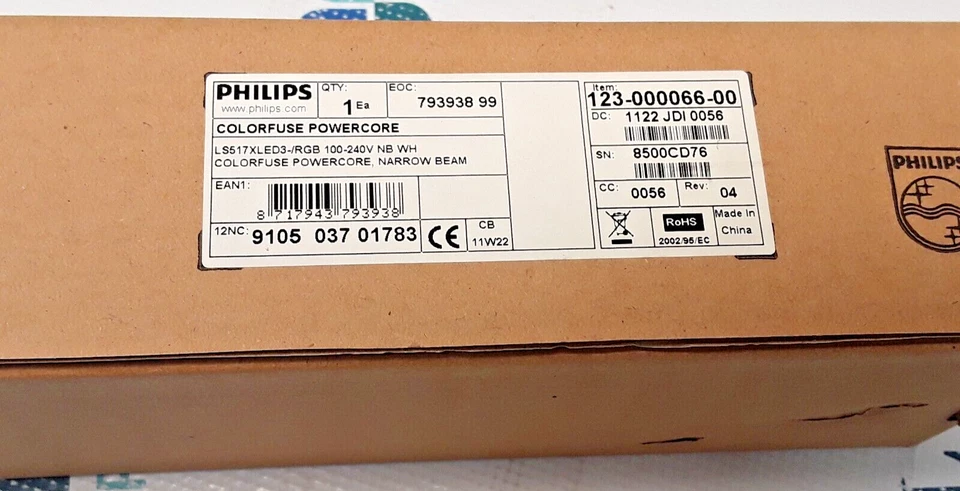 PHILIPS
www.philips.com
QTY:
1 Ea
EOC:
793938 99
COLORFUSE POWERCORE
LS517XLED3-/RGB 100-240V NB WH
COLORFUSE POWERCORE, NARROW BEAM
EAN1:
8 717943 793938
12NC: 9105 037 01783
CE
CB
11W22
Item:
123-000066-00
DC: 1122 JDI 0056
SN: 8500CD76
CC: 0056
Rev: 04
RoHS
2002/95/EC
Made in
China
PHILIPS